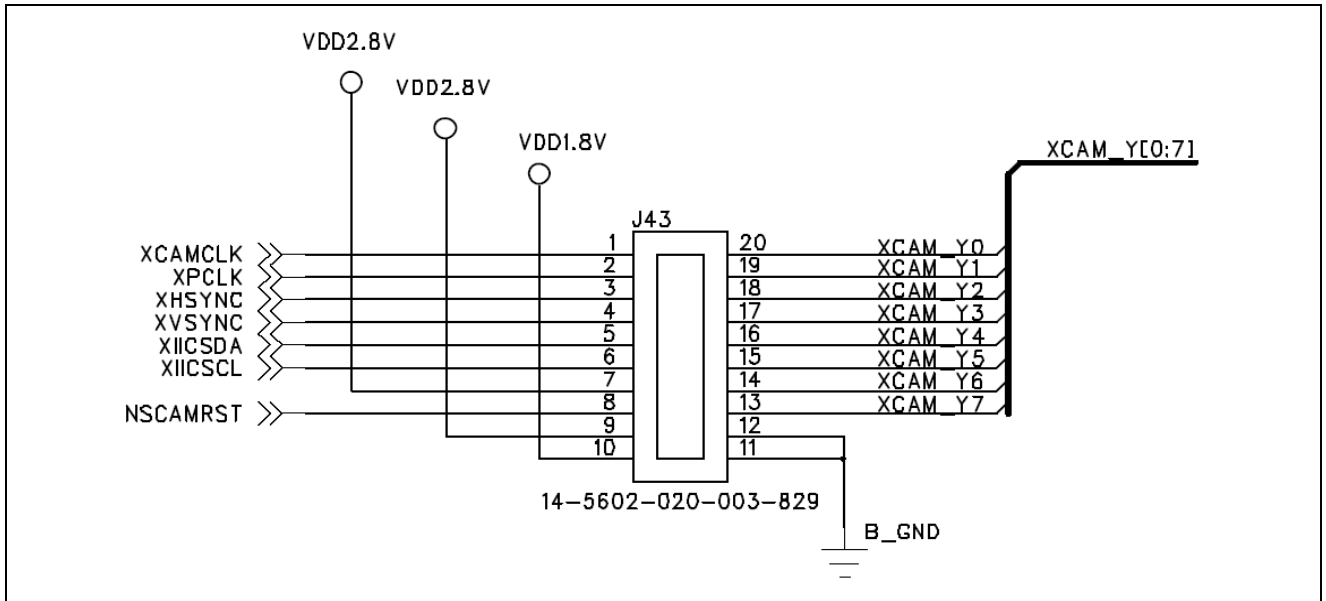 VDD2.8V
VDD2.8V
VDD1.8V
XCAM_Y[0:7]
J43
XCAMCLK 1 20 XCAM_Y0
XPCLK 2 19 XCAM_Y1
XHSYNC 3 18 XCAM_Y2
XVSYNC 4 17 XCAM_Y3
XIICSDA 5 16 XCAM_Y4
XIICSCL 6 15 XCAM_Y5
7 14 XCAM_Y6
NSCAMRST 8 13 XCAM_Y7
9 12
10 11
14-5602-020-003-829
B_GND